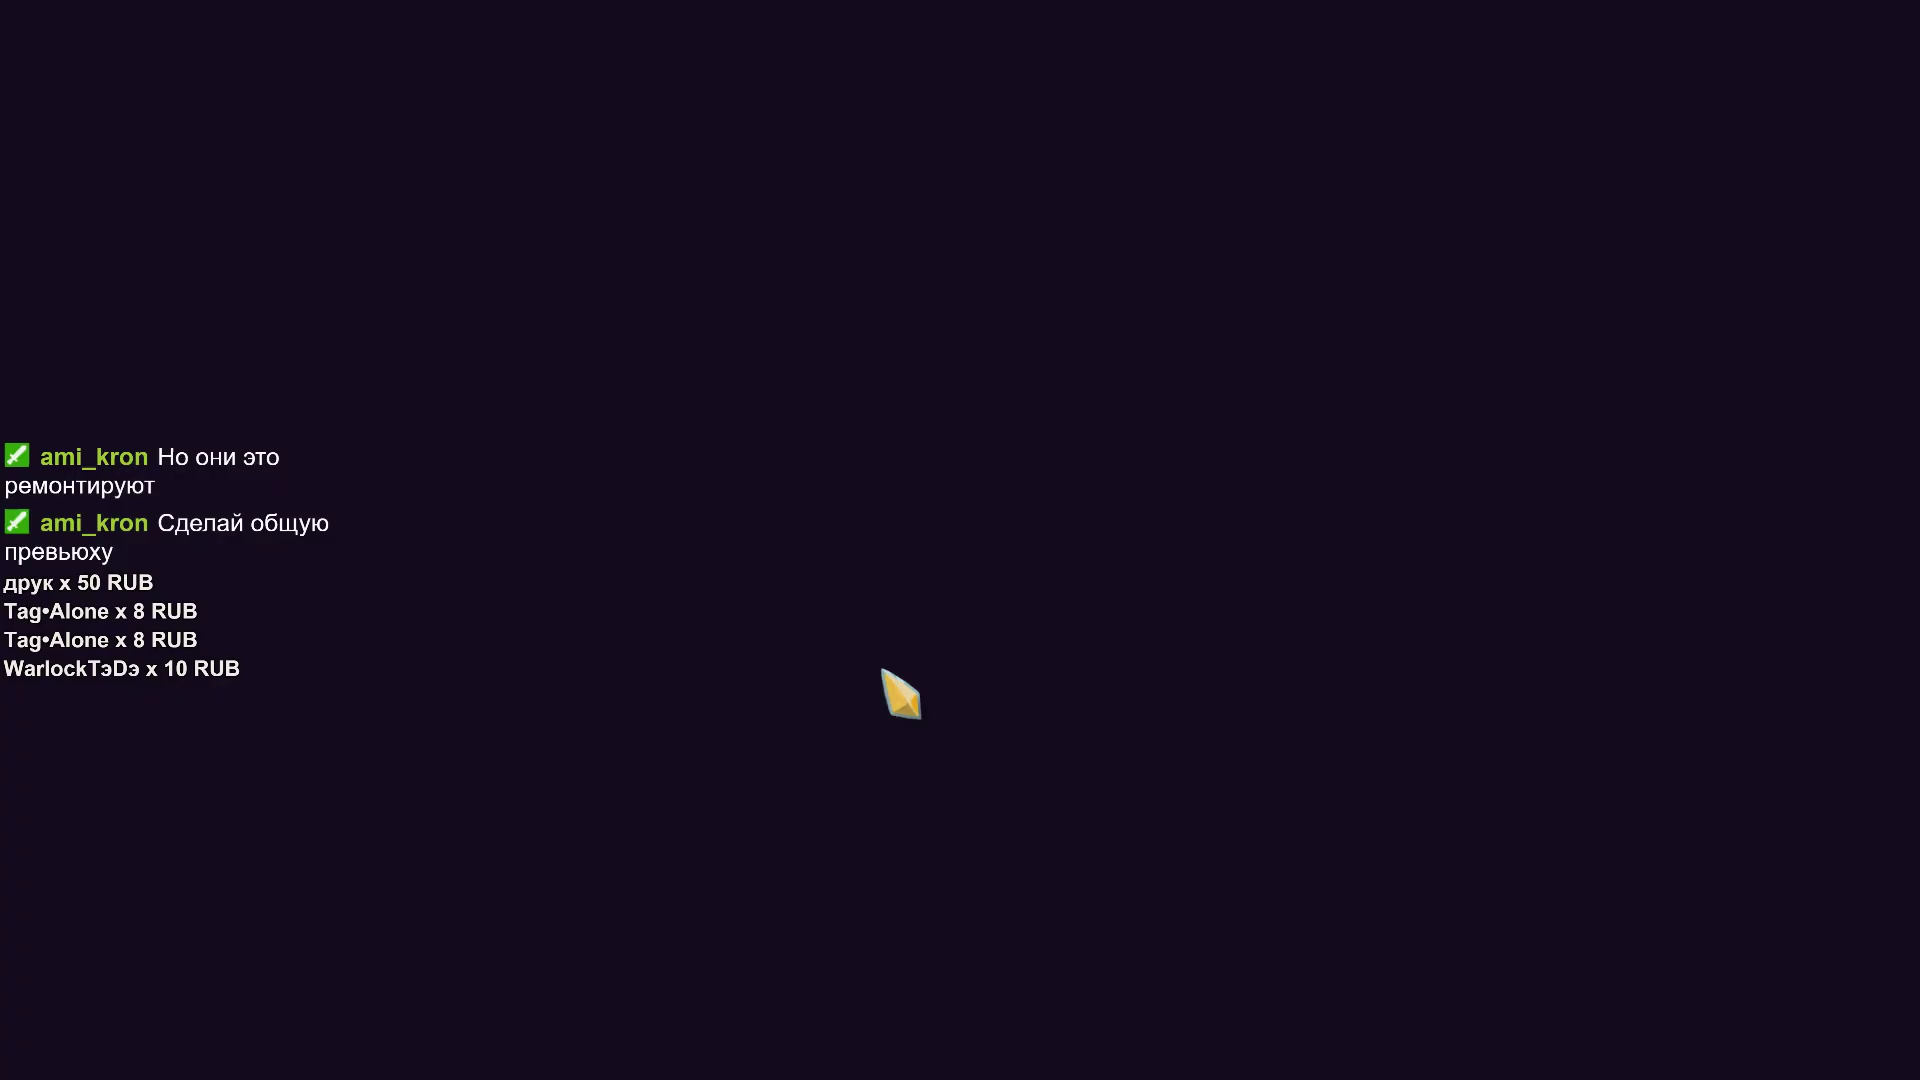 ami_kron Но они это
ремонтируют
ami_kron Сделай общую
превьюху
друк x 50 RUB
Tag•Alone x 8 RUB
Tag•Alone x 8 RUB
WarlockTэDэ x 10 RUB